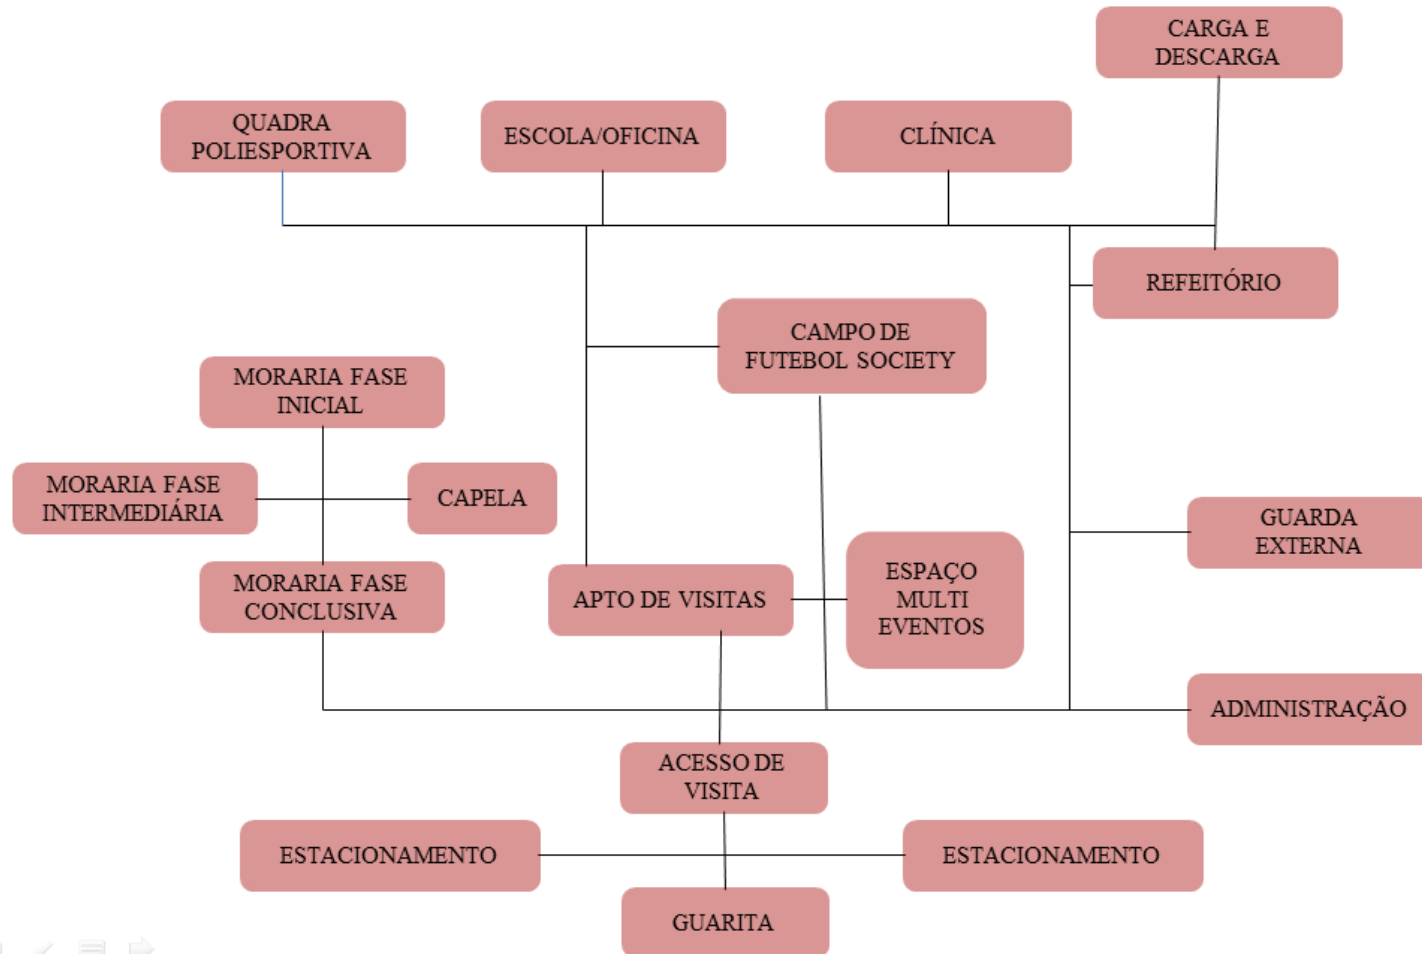 CARGA E
DESCARGA
QUADRA
POLIESPORTIVA
ESCOLA/OFICINA
CLÍNICA
REFEITÓRIO
CAMPO DE
FUTEBOL SOCIETY
MORARIA FASE
INICIAL
MORARIA FASE
INTERMEDIÁRIA
CAPELA
GUARDA
EXTERNA
MORARIA FASE
CONCLUSIVA
APTO DE VISITAS
ESPAÇO
MULTI
EVENTOS
ADMINISTRAÇÃO
ACESSO DE
VISITA
ESTACIONAMENTO
ESTACIONAMENTO
GUARITA